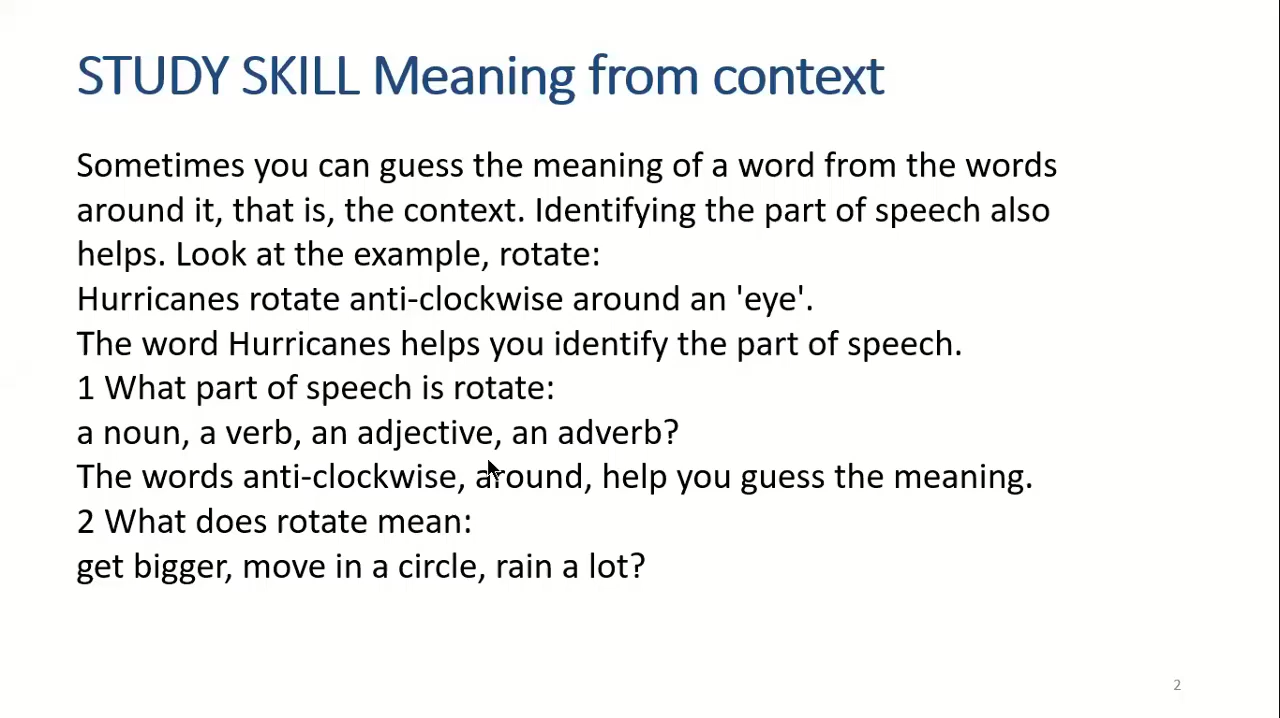 STUDY SKILL Meaning from context
Sometimes you can guess the meaning of a word from the words
around it, that is, the context. Identifying the part of speech also
helps. Look at the example, rotate:
Hurricanes rotate anti-clockwise around an 'eye'.
The word Hurricanes helps you identify the part of speech.
1 What part of speech is rotate:
a noun, a verb, an adjective, an adverb?
The words anti-clockwise, around, help you guess the meaning.
2 What does rotate mean:
get bigger, move in a circle, rain a lot?
2